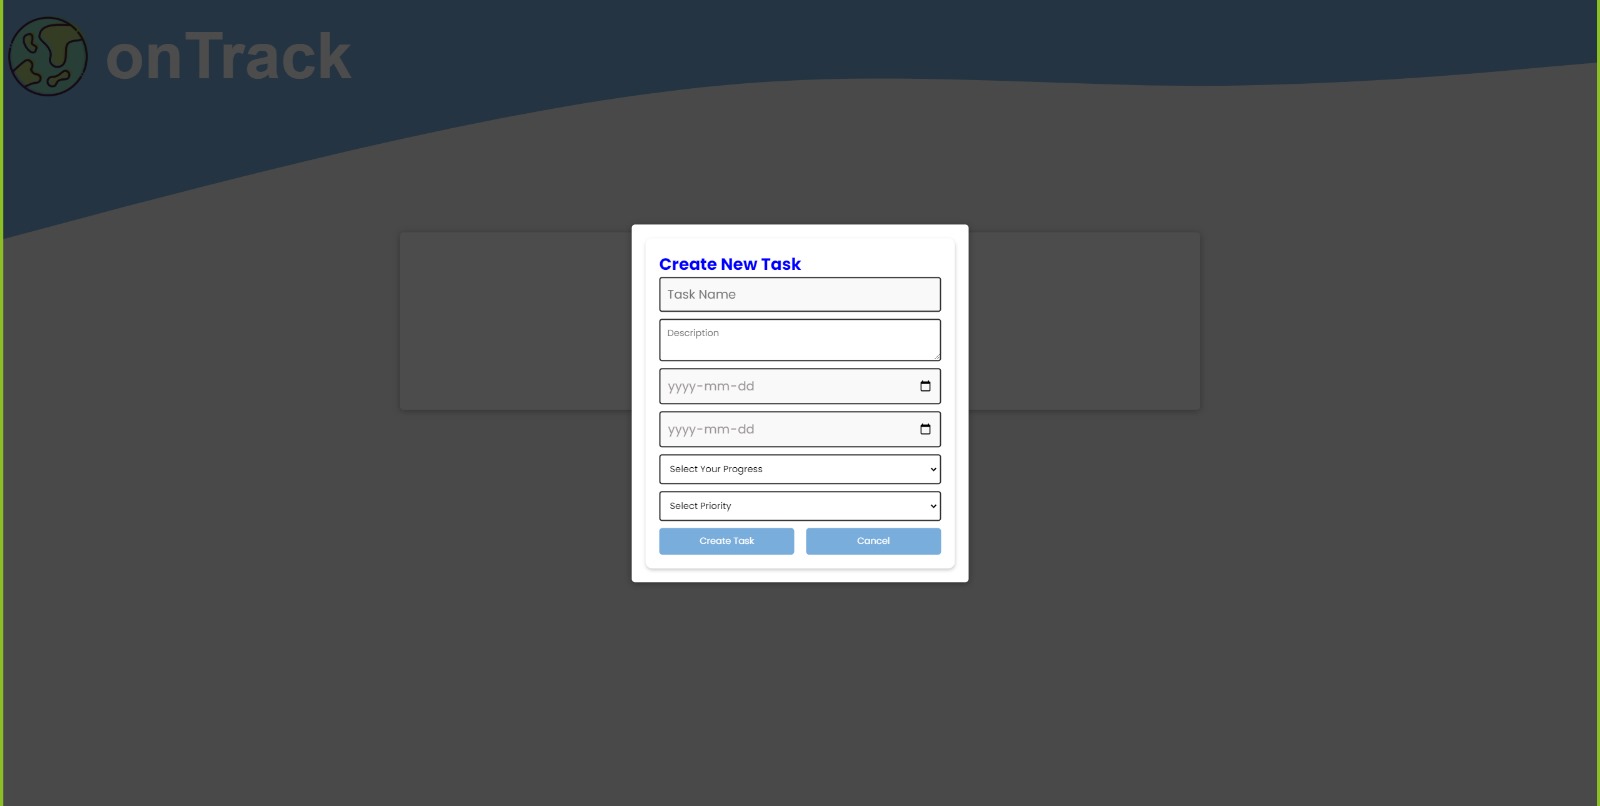 onTrack
Create New Task
Task Name
Description
yyyy-mm-dd
yyyy-mm-dd
Select Your Progress
Select Priority
Create Task
Cancel